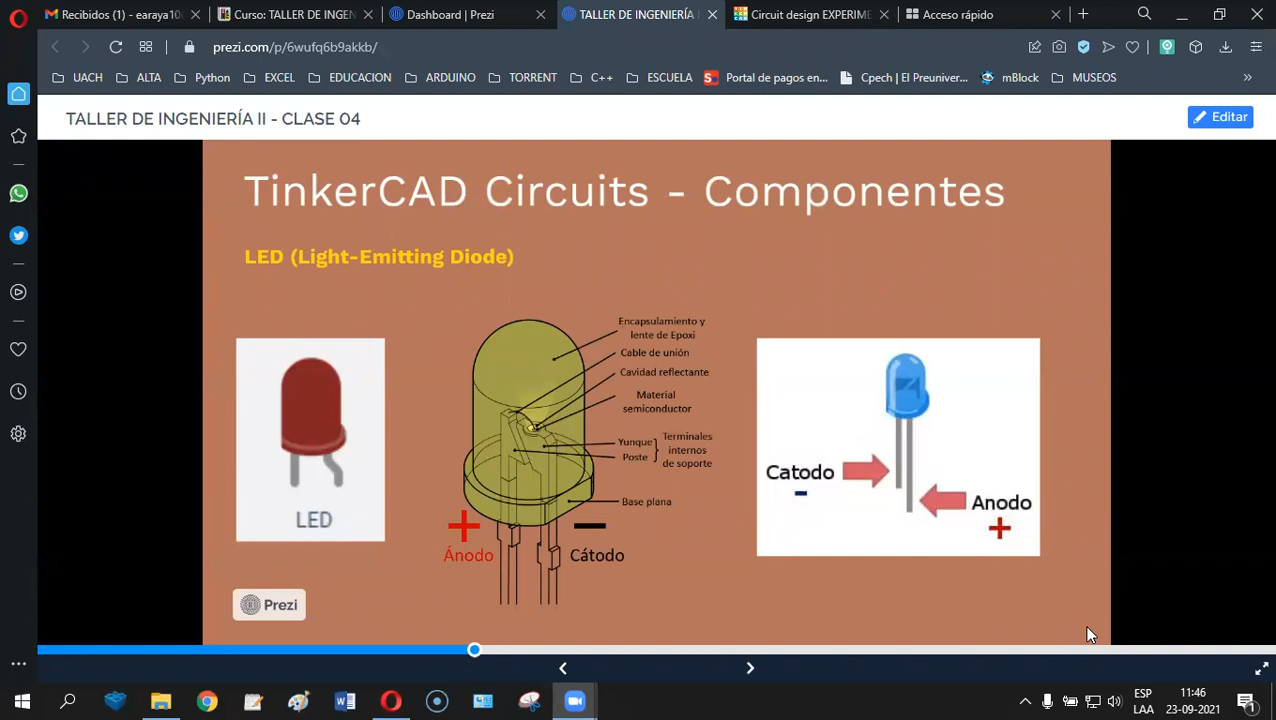 Recibidos (1) - earaya10
Curso: TALLER DE INGEN
Dashboard | Prezi
TALLER DE INGENIERÍA I
Circuit design EXPERIME
Acceso rápido
prezi.com/p/6wufq6b9akkb/
UACH
ALTA
Python
EXCEL
EDUCACION
ARDUINO
TORRENT
C++
ESCUELA
Portal de pagos en...
Cpech | El Preuniver...
mBlock
MUSEOS
TALLER DE INGENIERÍA II - CLASE 04
Editar
TinkerCAD Circuits - Componentes
LED (Light-Emitting Diode)
LED
Encapsulamiento y
lente de Epoxi
Cable de unión
Cavidad reflectante
Material
semiconductor
Yunque
Poste
Terminales
internos
de soporte
Base plana
+
-
Ánodo
Cátodo
Catodo
-
Anodo
+
Prezi
ESP
LAA
11:46
23-09-2021
1